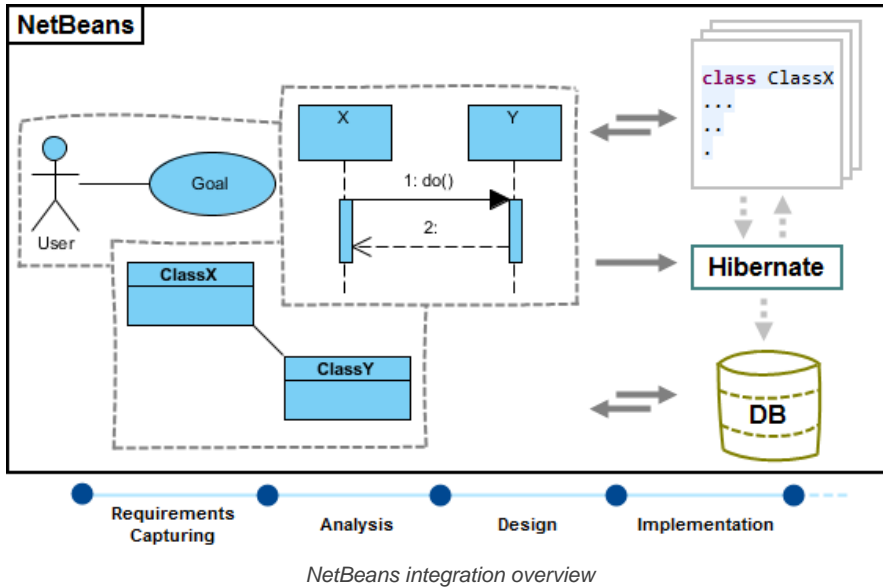 NetBeans
class ClassX
...
..
.
X
Y
1: do()
2:
Goal
User
ClassX
ClassY
Hibernate
DB
Requirements
Capturing
Analysis
Design
Implementation
NetBeans integration overview